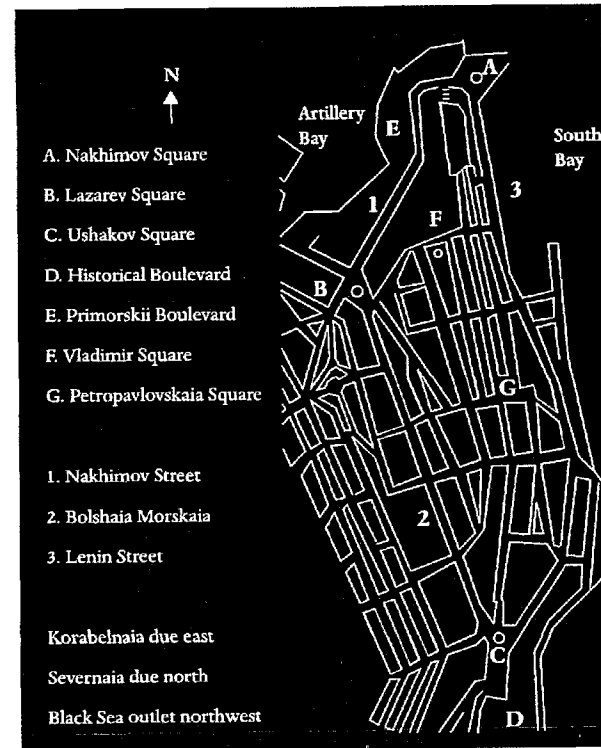 N
A. Nakhimov Square
B. Lazarev Square
C. Ushakov Square
D. Historical Boulevard
E. Primorskii Boulevard
F. Vladimir Square
G. Petropavlovskaia Square
1. Nakhimov Street
2. Bolshaia Morskaia
3. Lenin Street
Korabelnaia due east
Severnaia due north
Black Sea outlet northwest
A
Artillery
Bay
E
South
Bay
1
3
F
B
G
2
C
D